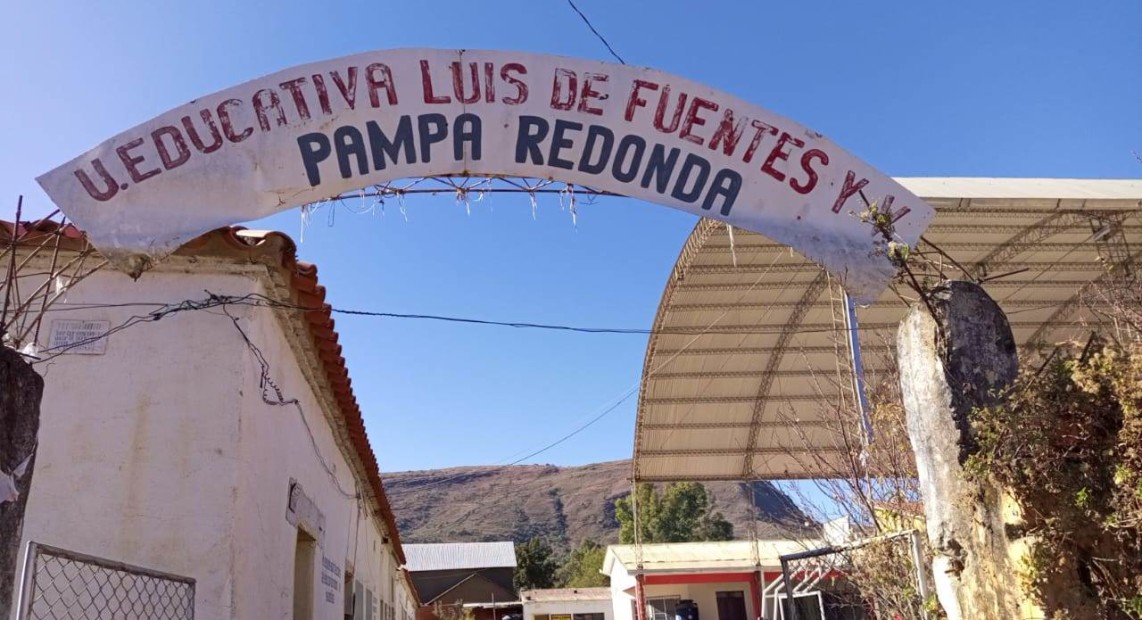 U. EDUCATIVA LUIS DE FUENTES Y V
PAMPA REDONDA